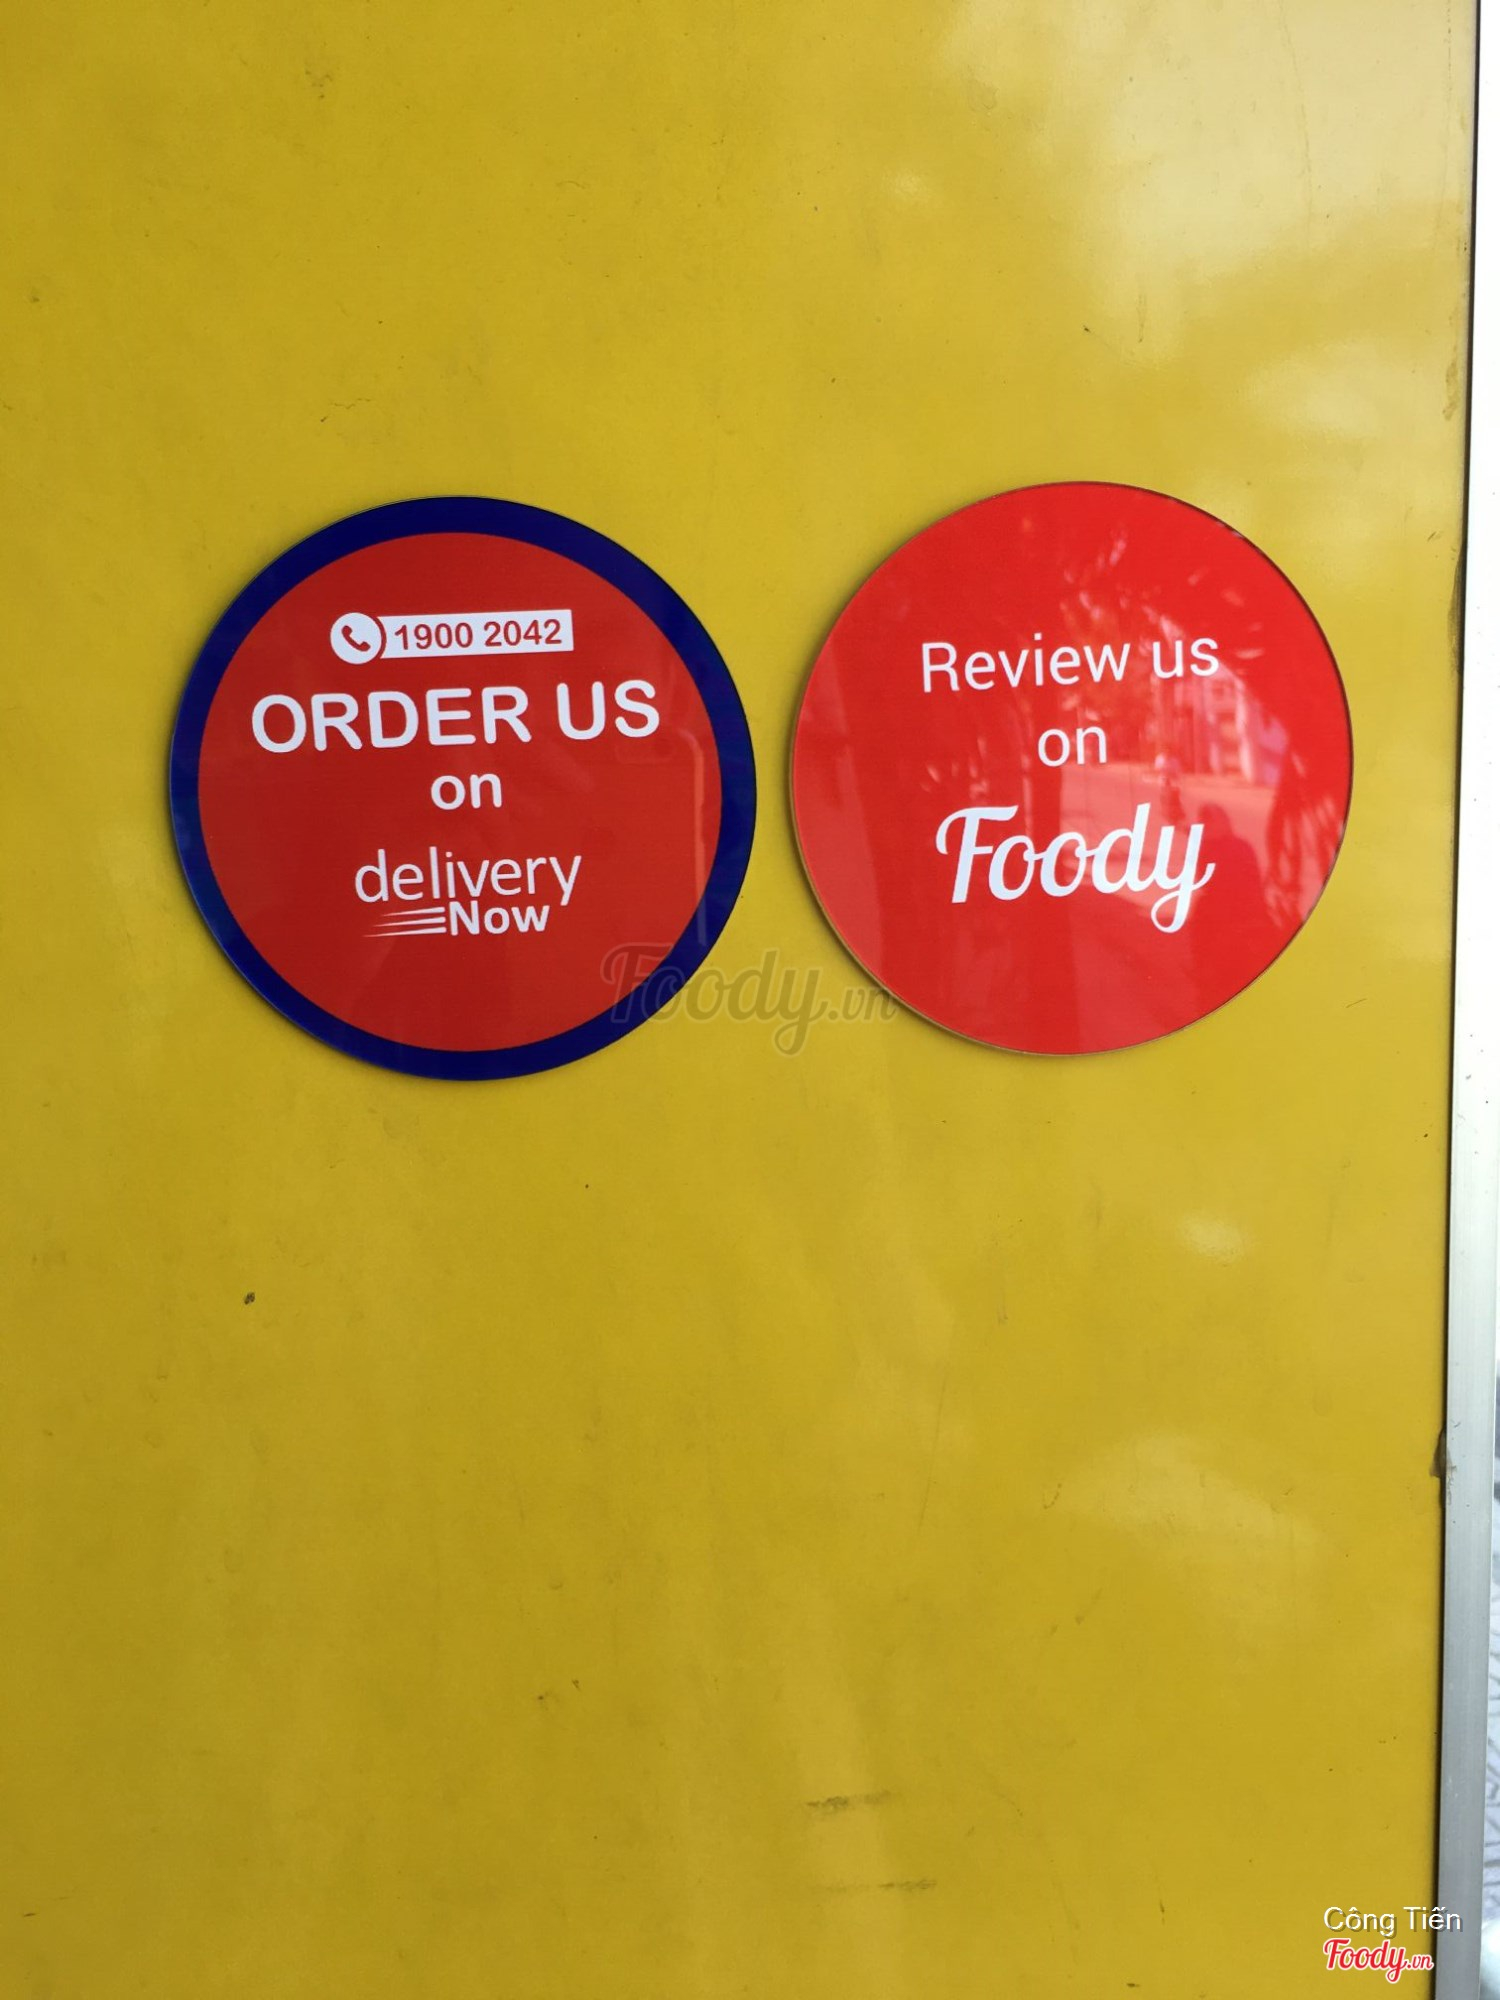 1900 2042
ORDER US
on
delivery
Now
Review us
on
Foody
Foody.vn
Công Tiến
Foody.vn